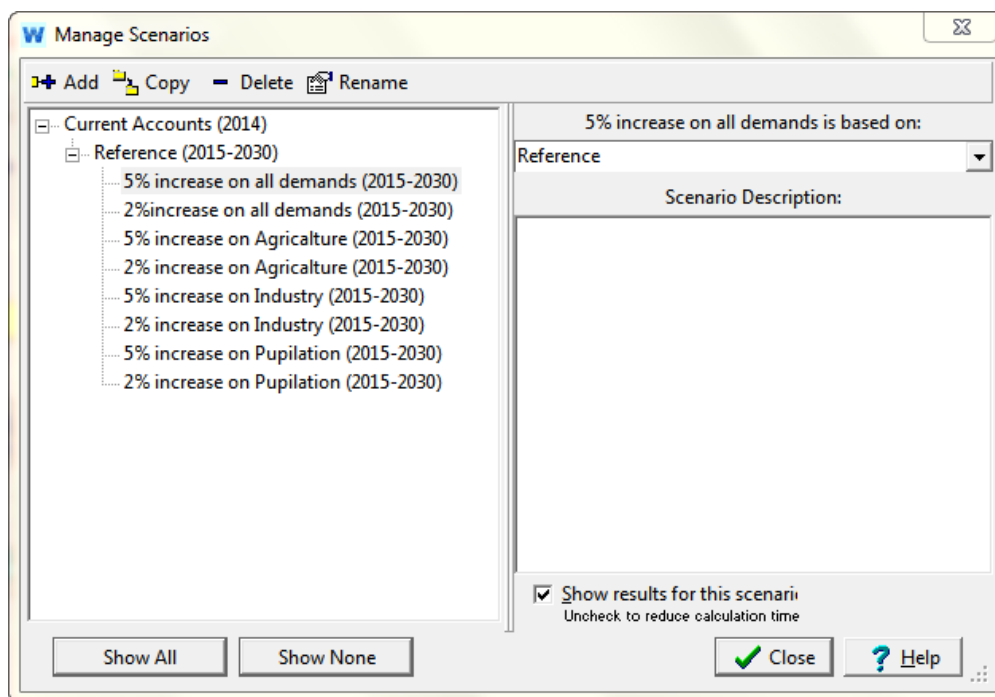 W Manage Scenarios
Add Copy Delete Rename
Current Accounts (2014)
Reference (2015-2030)
5% increase on all demands (2015-2030)
2%increase on all demands (2015-2030)
5% increase on Agricalture (2015-2030)
2% increase on Agricalture (2015-2030)
5% increase on Industry (2015-2030)
2% increase on Industry (2015-2030)
5% increase on Pupilation (2015-2030)
2% increase on Pupilation (2015-2030)
5% increase on all demands is based on:
Reference
Scenario Description:
Show results for this scenari
Uncheck to reduce calculation time
Show All Show None Close ? Help